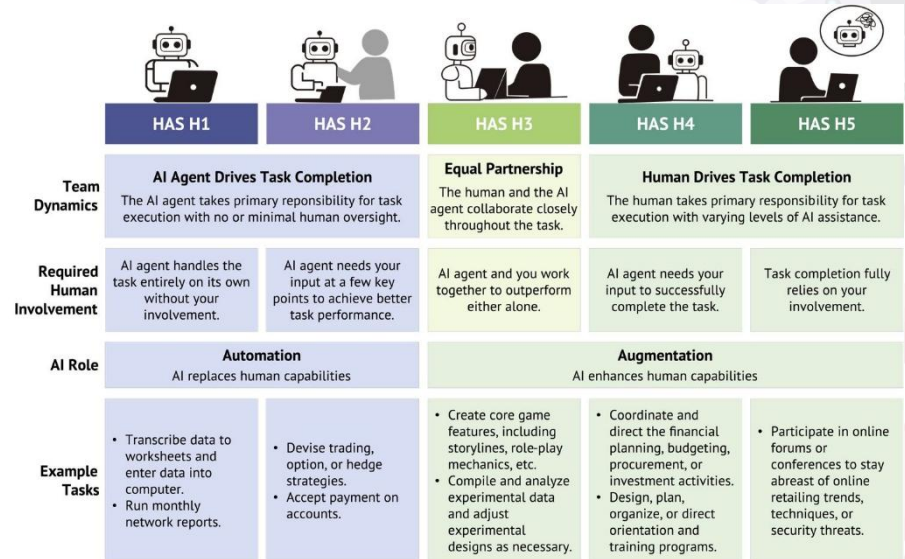 HAS H1
HAS H2
HAS H3
HAS H4
HAS H5
Team
Dynamics
AI Agent Drives Task Completion
The AI agent takes primary reponsibility for task
execution with no or minimal human oversight.
Equal Partnership
The human and the AI
agent collaborate closely
throughout the task.
Human Drives Task Completion
The human takes primary responsibility for task
execution with varying levels of AI assistance.
Required
Human
Involvement
AI agent handles the
task entirely on its own
without your
involvement.
AI agent needs your
input at a few key
points to achieve better
task performance.
AI agent and you work
together to outperform
either alone.
AI agent needs your
input to successfully
complete the task.
Task completion fully
relies on your
involvement.
AI Role
Automation
AI replaces human capabilities
Augmentation
AI enhances human capabilities
Example
Tasks
• Transcribe data to
worksheets and
enter data into
computer.
• Run monthly
network reports.
• Devise trading,
option, or hedge
strategies.
• Accept payment on
accounts.
• Create core game
features, including
storylines, role-play
mechanics, etc.
• Compile and analyze
experimental data
and adjust
experimental
designs as necessary.
• Coordinate and
direct the financial
planning, budgeting,
procurement, or
investment activities.
• Design, plan,
organize, or direct
orientation and
training programs.
• Participate in online
forums or
conferences to stay
abreast of online
retailing trends,
techniques, or
security threats.